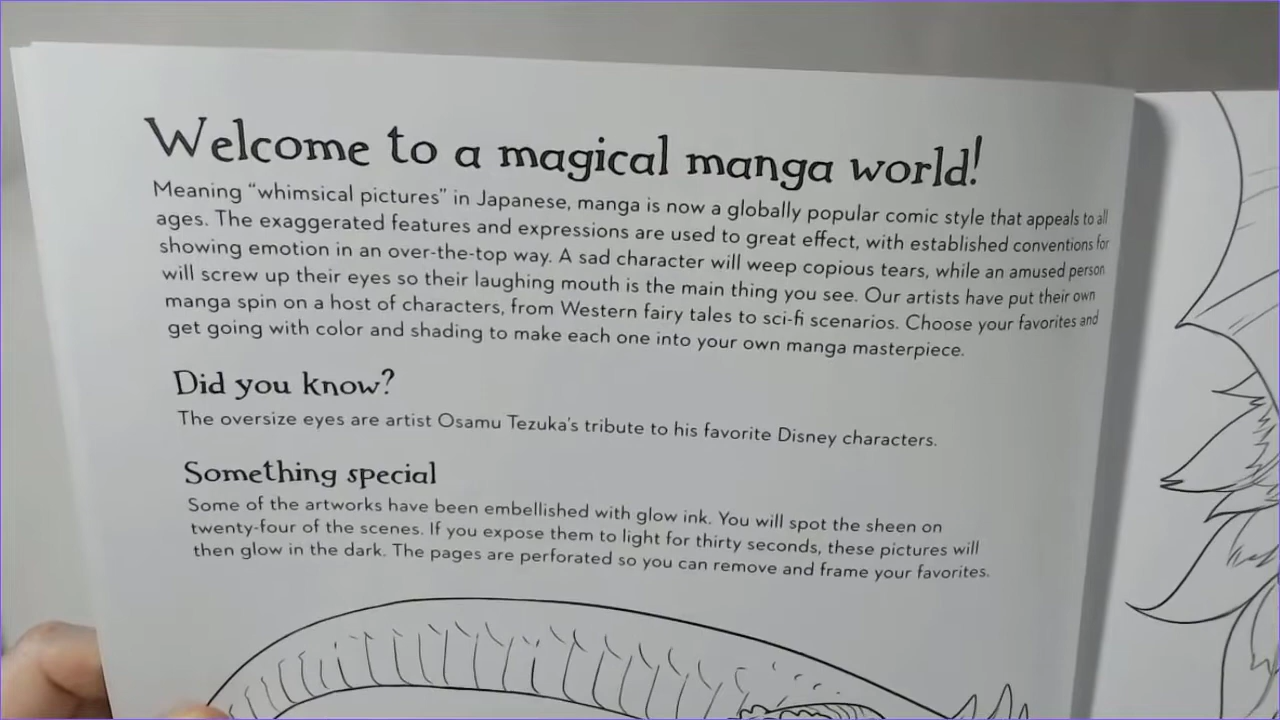 Welcome to a magical manga world!
Meaning “whimsical pictures” in Japanese, manga is now a globally popular comic style that appeals to all
ages. The exaggerated features and expressions are used to great effect, with established conventions for
showing emotion in an over-the-top way. A sad character will weep copious tears, while an amused person
will screw up their eyes so their laughing mouth is the main thing you see. Our artists have put their own
manga spin on a host of characters, from Western fairy tales to sci-fi scenarios. Choose your favorites and
get going with color and shading to make each one into your own manga masterpiece.
Did you know?
The oversize eyes are artist Osamu Tezuka’s tribute to his favorite Disney characters.
Something special
Some of the artworks have been embellished with glow ink. You will spot the sheen on
twenty-four of the scenes. If you expose them to light for thirty seconds, these pictures will
then glow in the dark. The pages are perforated so you can remove and frame your favorites.